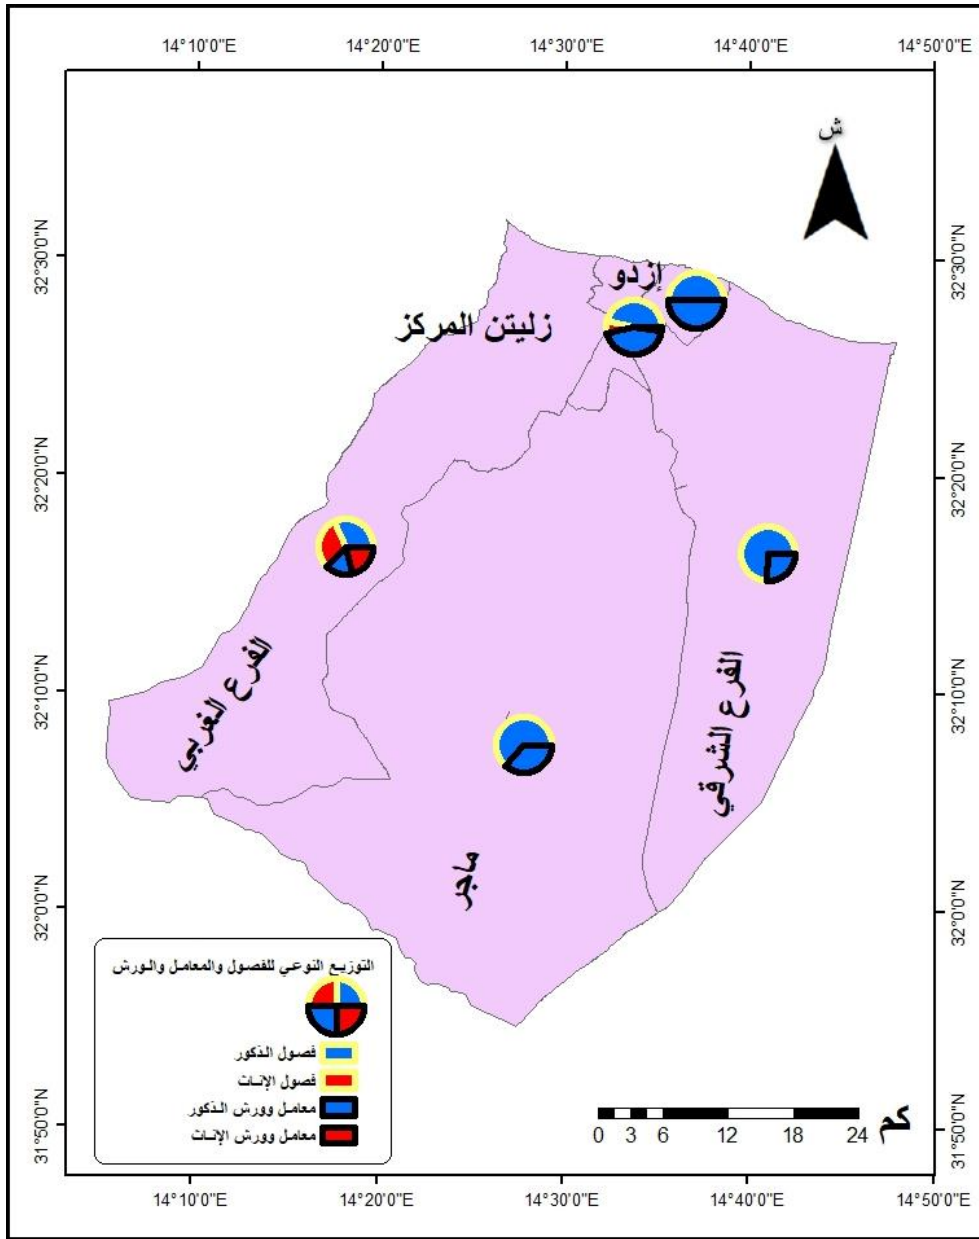 14°10'0"E 14°20'0"E 14°30'0"E 14°40'0"E 14°50'0"E
ش
32°30'0"N
32°30'0"N
إزدو
زليتن المركز
32°20'0"N
32°20'0"N
الفرع الغربي
الفرع الشرقي
32°10'0"N
32°10'0"N
ماجر
32°0'0"N
32°0'0"N
التوزيع النوعي للفصول والمعامل والورش
فصول الذكور
فصول الإناث
معامل وورش الذكور
معامل وورش الإناث
كم
0 3 6 12 18 24
31°50'0"N
31°50'0"N
14°10'0"E 14°20'0"E 14°30'0"E 14°40'0"E 14°50'0"E